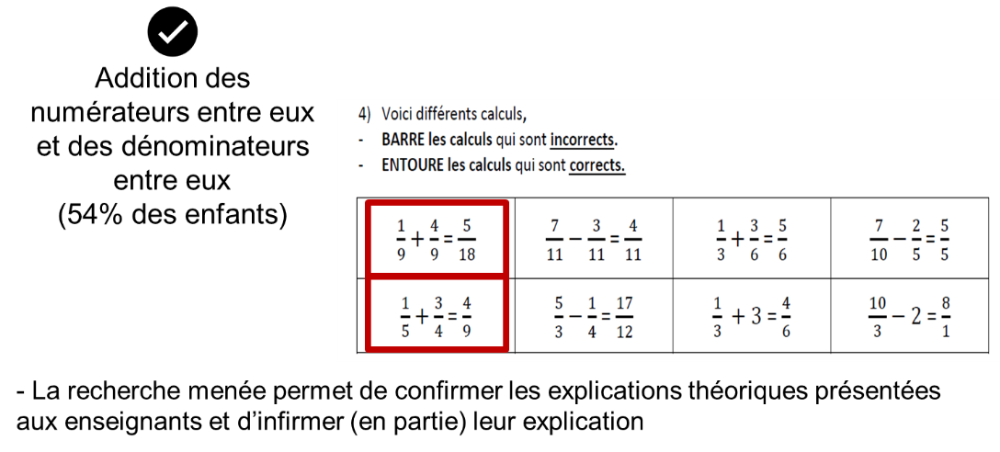 Addition des
numérateurs entre eux
et des dénominateurs
entre eux
(54% des enfants)
4) Voici différents calculs,
- BARRE les calculs qui sont incorrects.
- ENTOURE les calculs qui sont corrects.
1/9 + 4/9 = 5/18
7/11 − 3/11 = 4/11
1/3 + 3/6 = 5/6
7/10 − 2/5 = 5/5
1/5 + 3/4 = 4/9
5/3 − 1/4 = 17/12
1/3 + 3 = 4/6
10/3 − 2 = 8/1
- La recherche menée permet de confirmer les explications théoriques présentées
aux enseignants et d’infirmer (en partie) leur explication